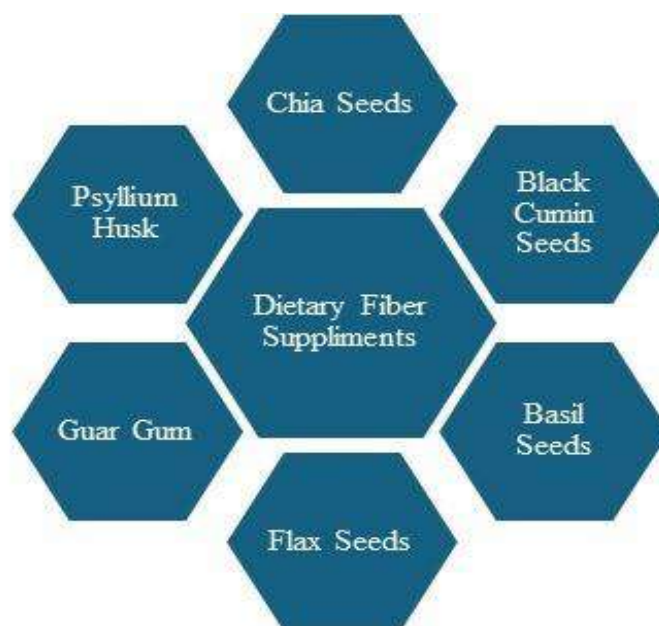 Chia Seeds
Black
Cumin
Seeds
Psyllium
Husk
Dietary Fiber
Suppliments
Guar Gum
Basil
Seeds
Flax Seeds